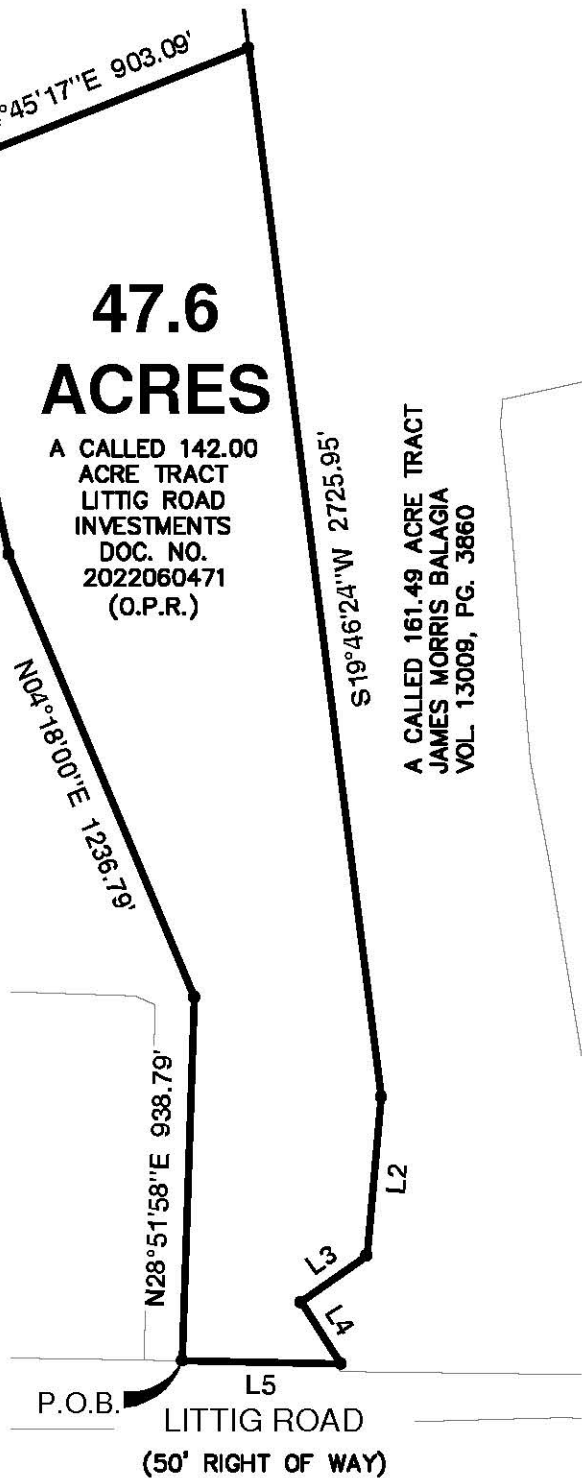 °45'17"E 903.09'
47.6
ACRES
A CALLED 142.00
ACRE TRACT
LITTIG ROAD
INVESTMENTS
DOC. NO.
2022060471
(O.P.R.)
S19°46'24"W 2725.95'
A CALLED 161.49 ACRE TRACT
JAMES MORRIS BALAGIA
VOL. 13009, PG. 3860
N04°18'00"E 1236.79'
N28°51'58"E 938.79'
L2
L3
L4
L5
P.O.B.
LITTIG ROAD
(50' RIGHT OF WAY)